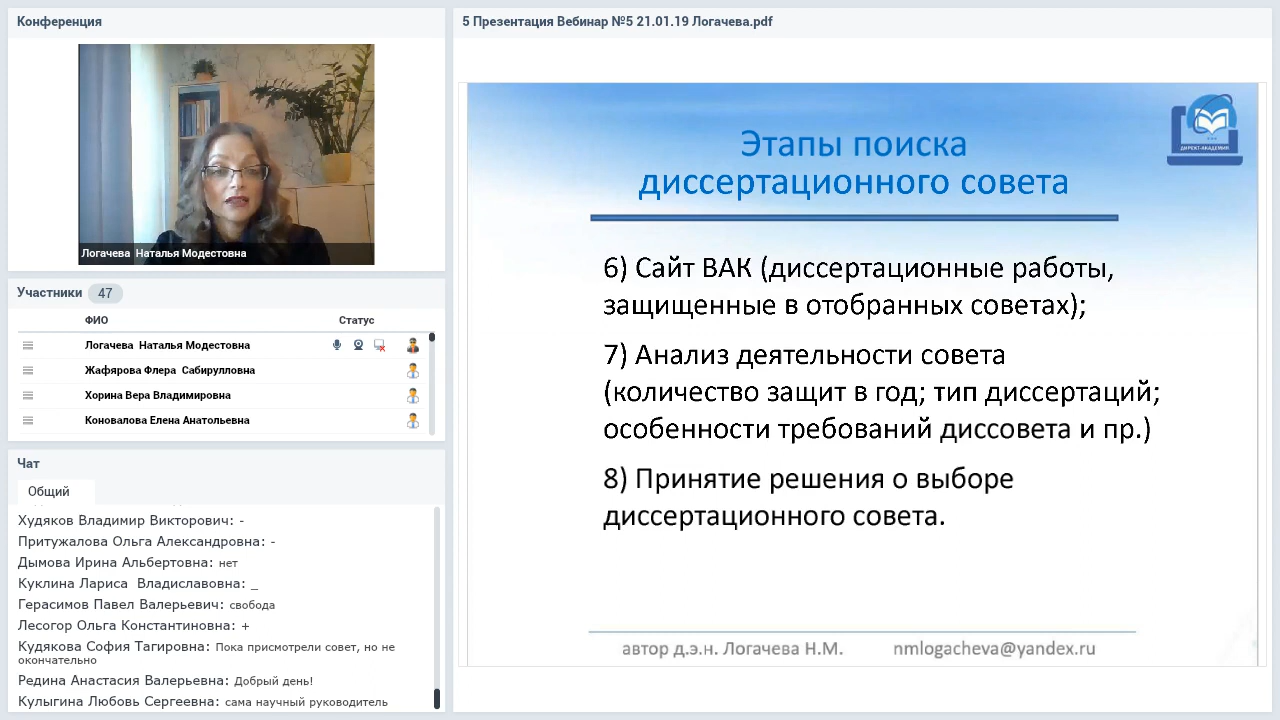 Конференция
Логачева Наталья Модестовна
Участники 47
ФИО Статус
Логачева Наталья Модестовна
Жафярова Флера Сабирулловна
Хорина Вера Владимировна
Коновалова Елена Анатольевна
Чат
Общий
Худяков Владимир Викторович: -
Притужалова Ольга Александровна: -
Дымова Ирина Альбертовна: нет
Куклина Лариса Владиславовна: _
Герасимов Павел Валерьевич: свобода
Лесогор Ольга Константиновна: +
Кудякова София Тагировна: Пока присмотрели совет, но не
окончательно
Редина Анастасия Валерьевна: Добрый день!
Кулыгина Любовь Сергеевна: сама научный руководитель
5 Презентация Вебинар №5 21.01.19 Логачева.pdf
ДИРЕКТ-АКАДЕМИЯ
Этапы поиска
диссертационного совета
6) Сайт ВАК (диссертационные работы,
защищенные в отобранных советах);
7) Анализ деятельности совета
(количество защит в год; тип диссертаций;
особенности требований диссовета и пр.)
8) Принятие решения о выборе
диссертационного совета.
автор д.э.н. Логачева Н.М. nmlogacheva@yandex.ru